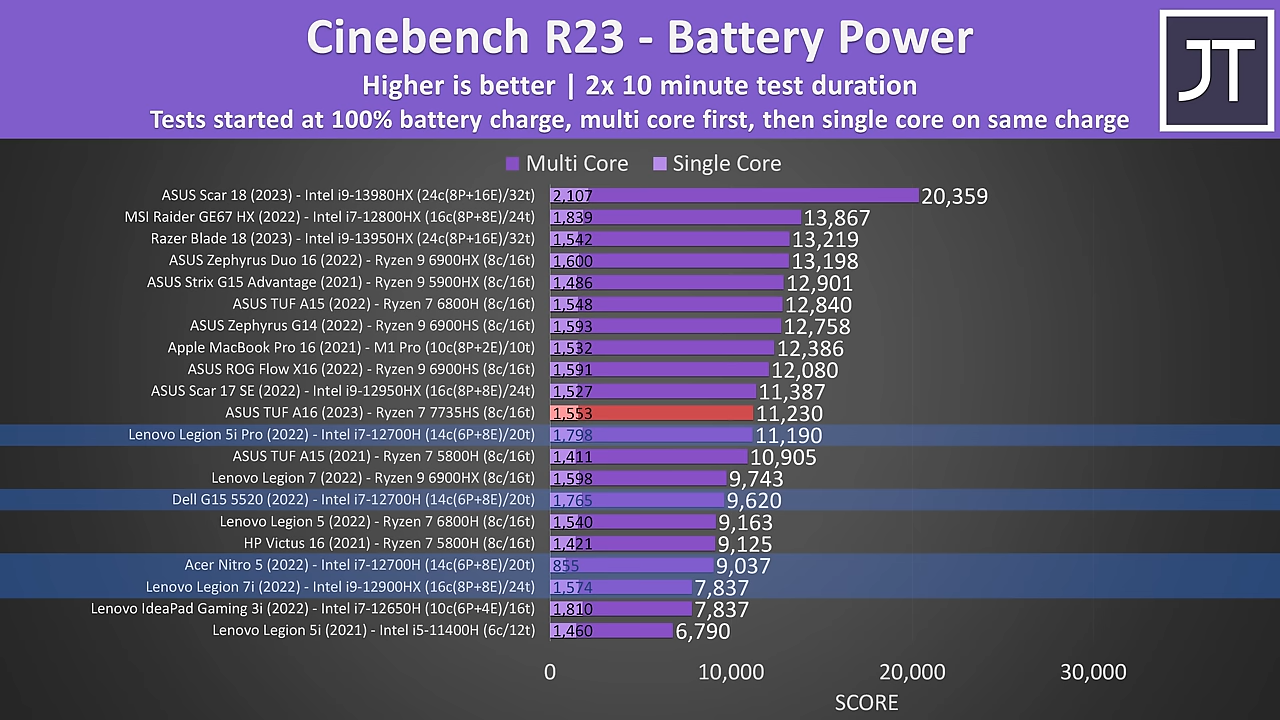 Cinebench R23 - Battery Power
Higher is better | 2x 10 minute test duration
Tests started at 100% battery charge, multi core first, then single core on same charge
JT
Multi Core Single Core
ASUS Scar 18 (2023) - Intel i9-13980HX (24c(8P+16E)/32t) 2,107 20,359
MSI Raider GE67 HX (2022) - Intel i7-12800HX (16c(8P+8E)/24t) 1,839 13,867
Razer Blade 18 (2023) - Intel i9-13950HX (24c(8P+16E)/32t) 1,542 13,219
ASUS Zephyrus Duo 16 (2022) - Ryzen 9 6900HX (8c/16t) 1,600 13,198
ASUS Strix G15 Advantage (2021) - Ryzen 9 5900HX (8c/16t) 1,486 12,901
ASUS TUF A15 (2022) - Ryzen 7 6800H (8c/16t) 1,548 12,840
ASUS Zephyrus G14 (2022) - Ryzen 9 6900HS (8c/16t) 1,593 12,758
Apple MacBook Pro 16 (2021) - M1 Pro (10c(8P+2E)/10t) 1,532 12,386
ASUS ROG Flow X16 (2022) - Ryzen 9 6900HS (8c/16t) 1,591 12,080
ASUS Scar 17 SE (2022) - Intel i9-12950HX (16c(8P+8E)/24t) 1,527 11,387
ASUS TUF A16 (2023) - Ryzen 7 7735HS (8c/16t) 1,553 11,230
Lenovo Legion 5i Pro (2022) - Intel i7-12700H (14c(6P+8E)/20t) 1,798 11,190
ASUS TUF A15 (2021) - Ryzen 7 5800H (8c/16t) 1,411 10,905
Lenovo Legion 7 (2022) - Ryzen 9 6900HX (8c/16t) 1,598 9,743
Dell G15 5520 (2022) - Intel i7-12700H (14c(6P+8E)/20t) 1,765 9,620
Lenovo Legion 5 (2022) - Ryzen 7 6800H (8c/16t) 1,540 9,163
HP Victus 16 (2021) - Ryzen 7 5800H (8c/16t) 1,421 9,125
Acer Nitro 5 (2022) - Intel i7-12700H (14c(6P+8E)/20t) 855 9,037
Lenovo Legion 7i (2022) - Intel i9-12900HX (16c(8P+8E)/24t) 1,574 7,837
Lenovo IdeaPad Gaming 3i (2022) - Intel i7-12650H (10c(6P+4E)/16t) 1,810 7,837
Lenovo Legion 5i (2021) - Intel i5-11400H (6c/12t) 1,460 6,790
0 10,000 20,000 30,000
SCORE